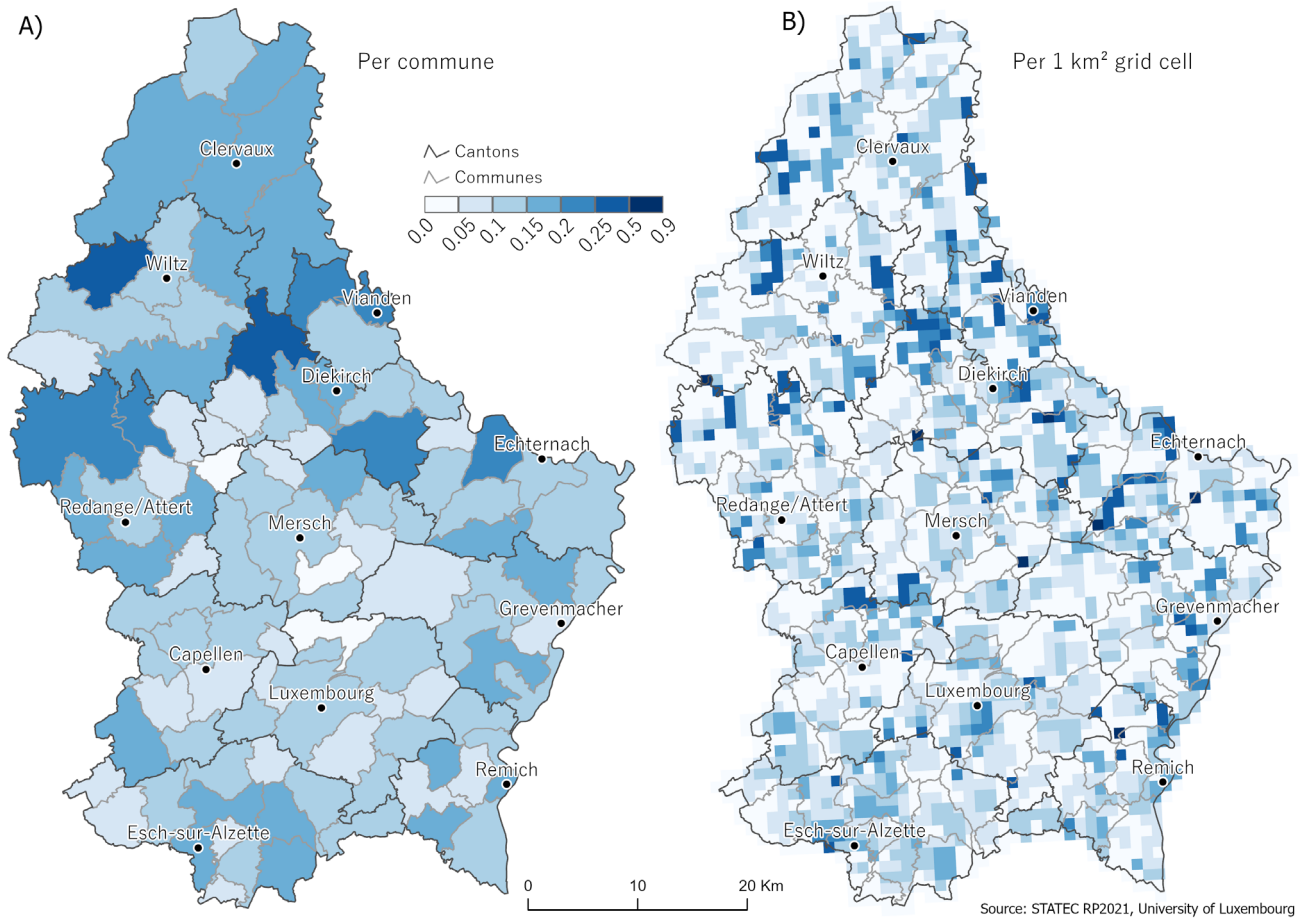 A)
Per commune
Cantons
Communes
0.0 0.05 0.1 0.15 0.2 0.25 0.5 0.9
Clervaux
Wiltz
Vianden
Diekirch
Echternach
Redange/Attert
Mersch
Grevenmacher
Capellen
Luxembourg
Remich
Esch-sur-Alzette
B)
Per 1 km² grid cell
Clervaux
Wiltz
Vianden
Diekirch
Echternach
Redange/Attert
Mersch
Grevenmacher
Capellen
Luxembourg
Remich
Esch-sur-Alzette
0 10 20 Km
Source: STATEC RP2021, University of Luxembourg